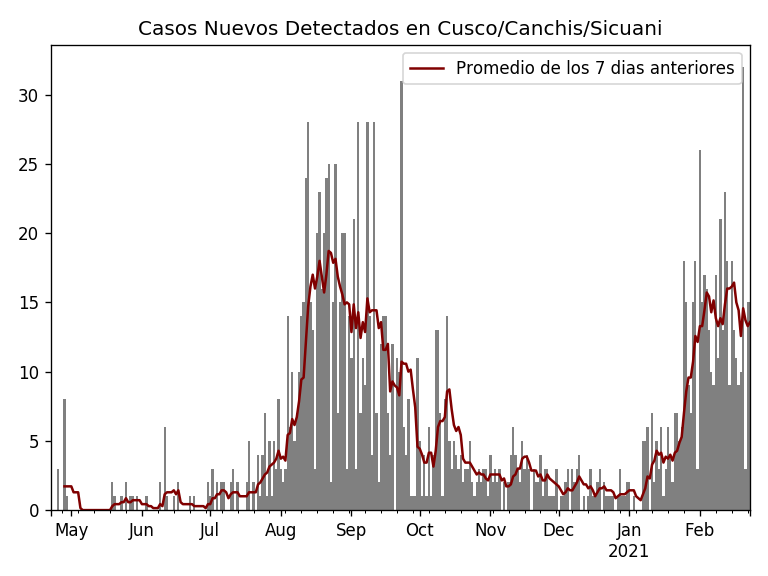 Casos Nuevos Detectados en Cusco/Canchis/Sicuani
Promedio de los 7 dias anteriores
30
25
20
15
10
5
0
May Jun Jul Aug Sep Oct Nov Dec Jan Feb
2021